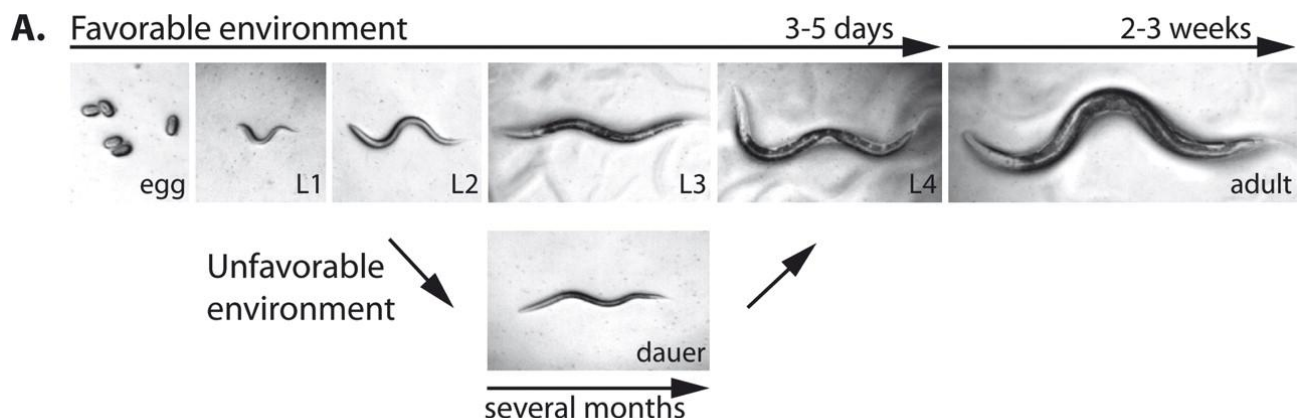 A. Favorable environment 3-5 days 2-3 weeks
egg L1 L2 L3 L4 adult
Unfavorable
environment
dauer
several months